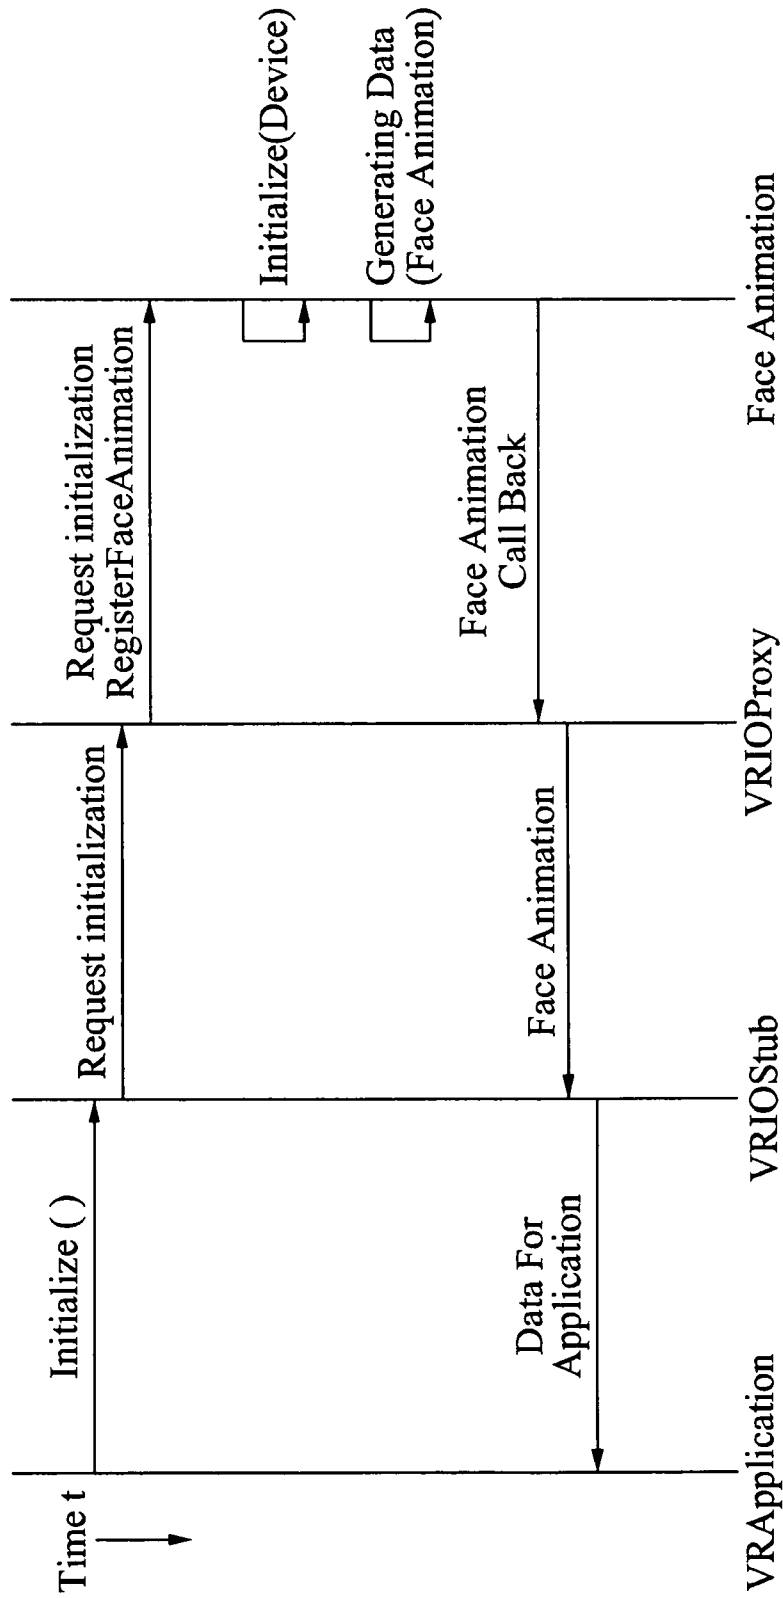 Time t
Initialize ( )
Request initialization
Request initialization
RegisterFaceAnimation
Initialize(Device)
Generating Data
(Face Animation)
Face Animation
Call Back
Face Animation
Data For
Application
VRApplication
VRIOStub
VRIOProxy
Face Animation